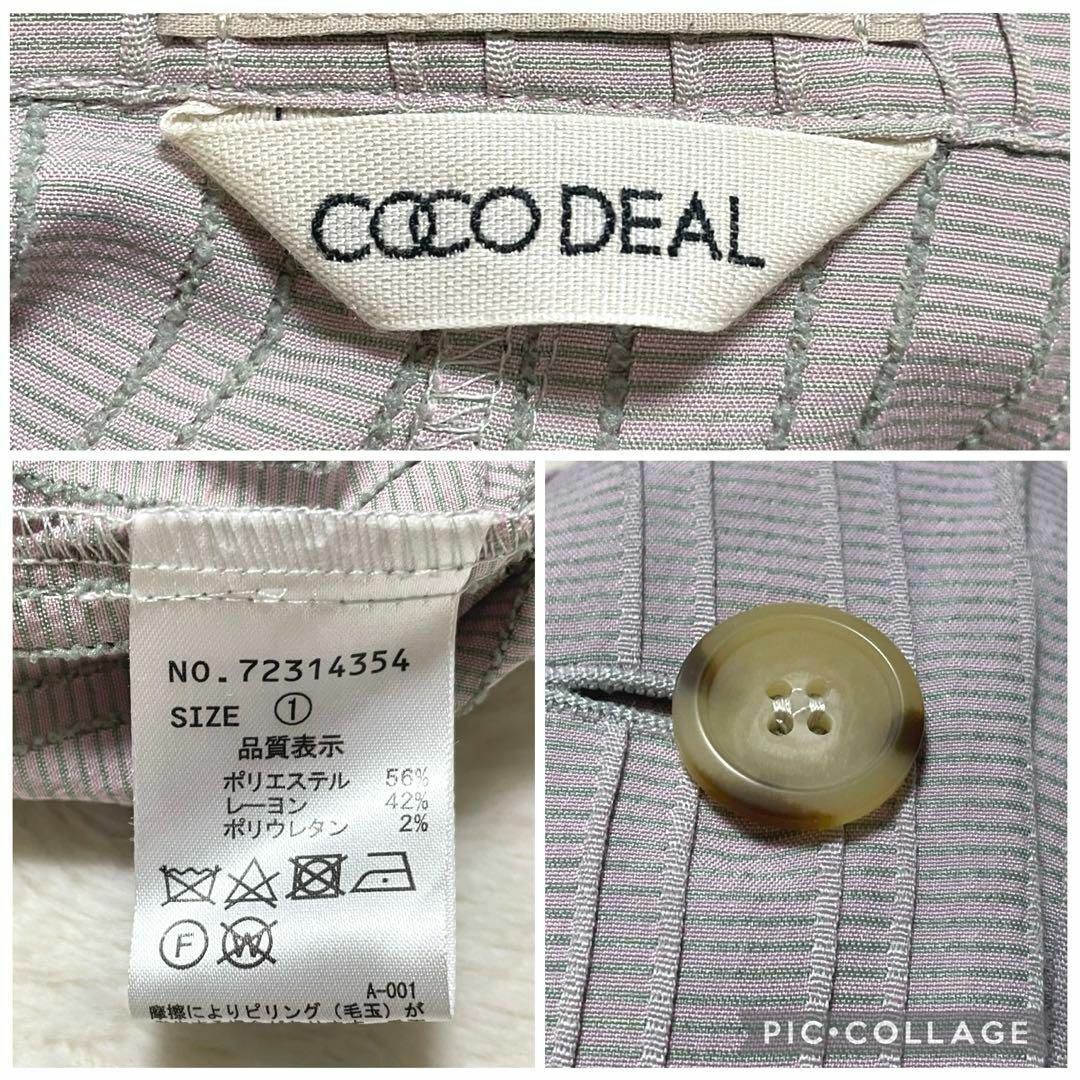 COCO DEAL
NO. 72314354
SIZE ①
品質表示
ポリエステル 56%
レーヨン 42%
ポリウレタン 2%
F W
A-001
摩擦によりピリング(毛玉)が
PIC•COLLAGE